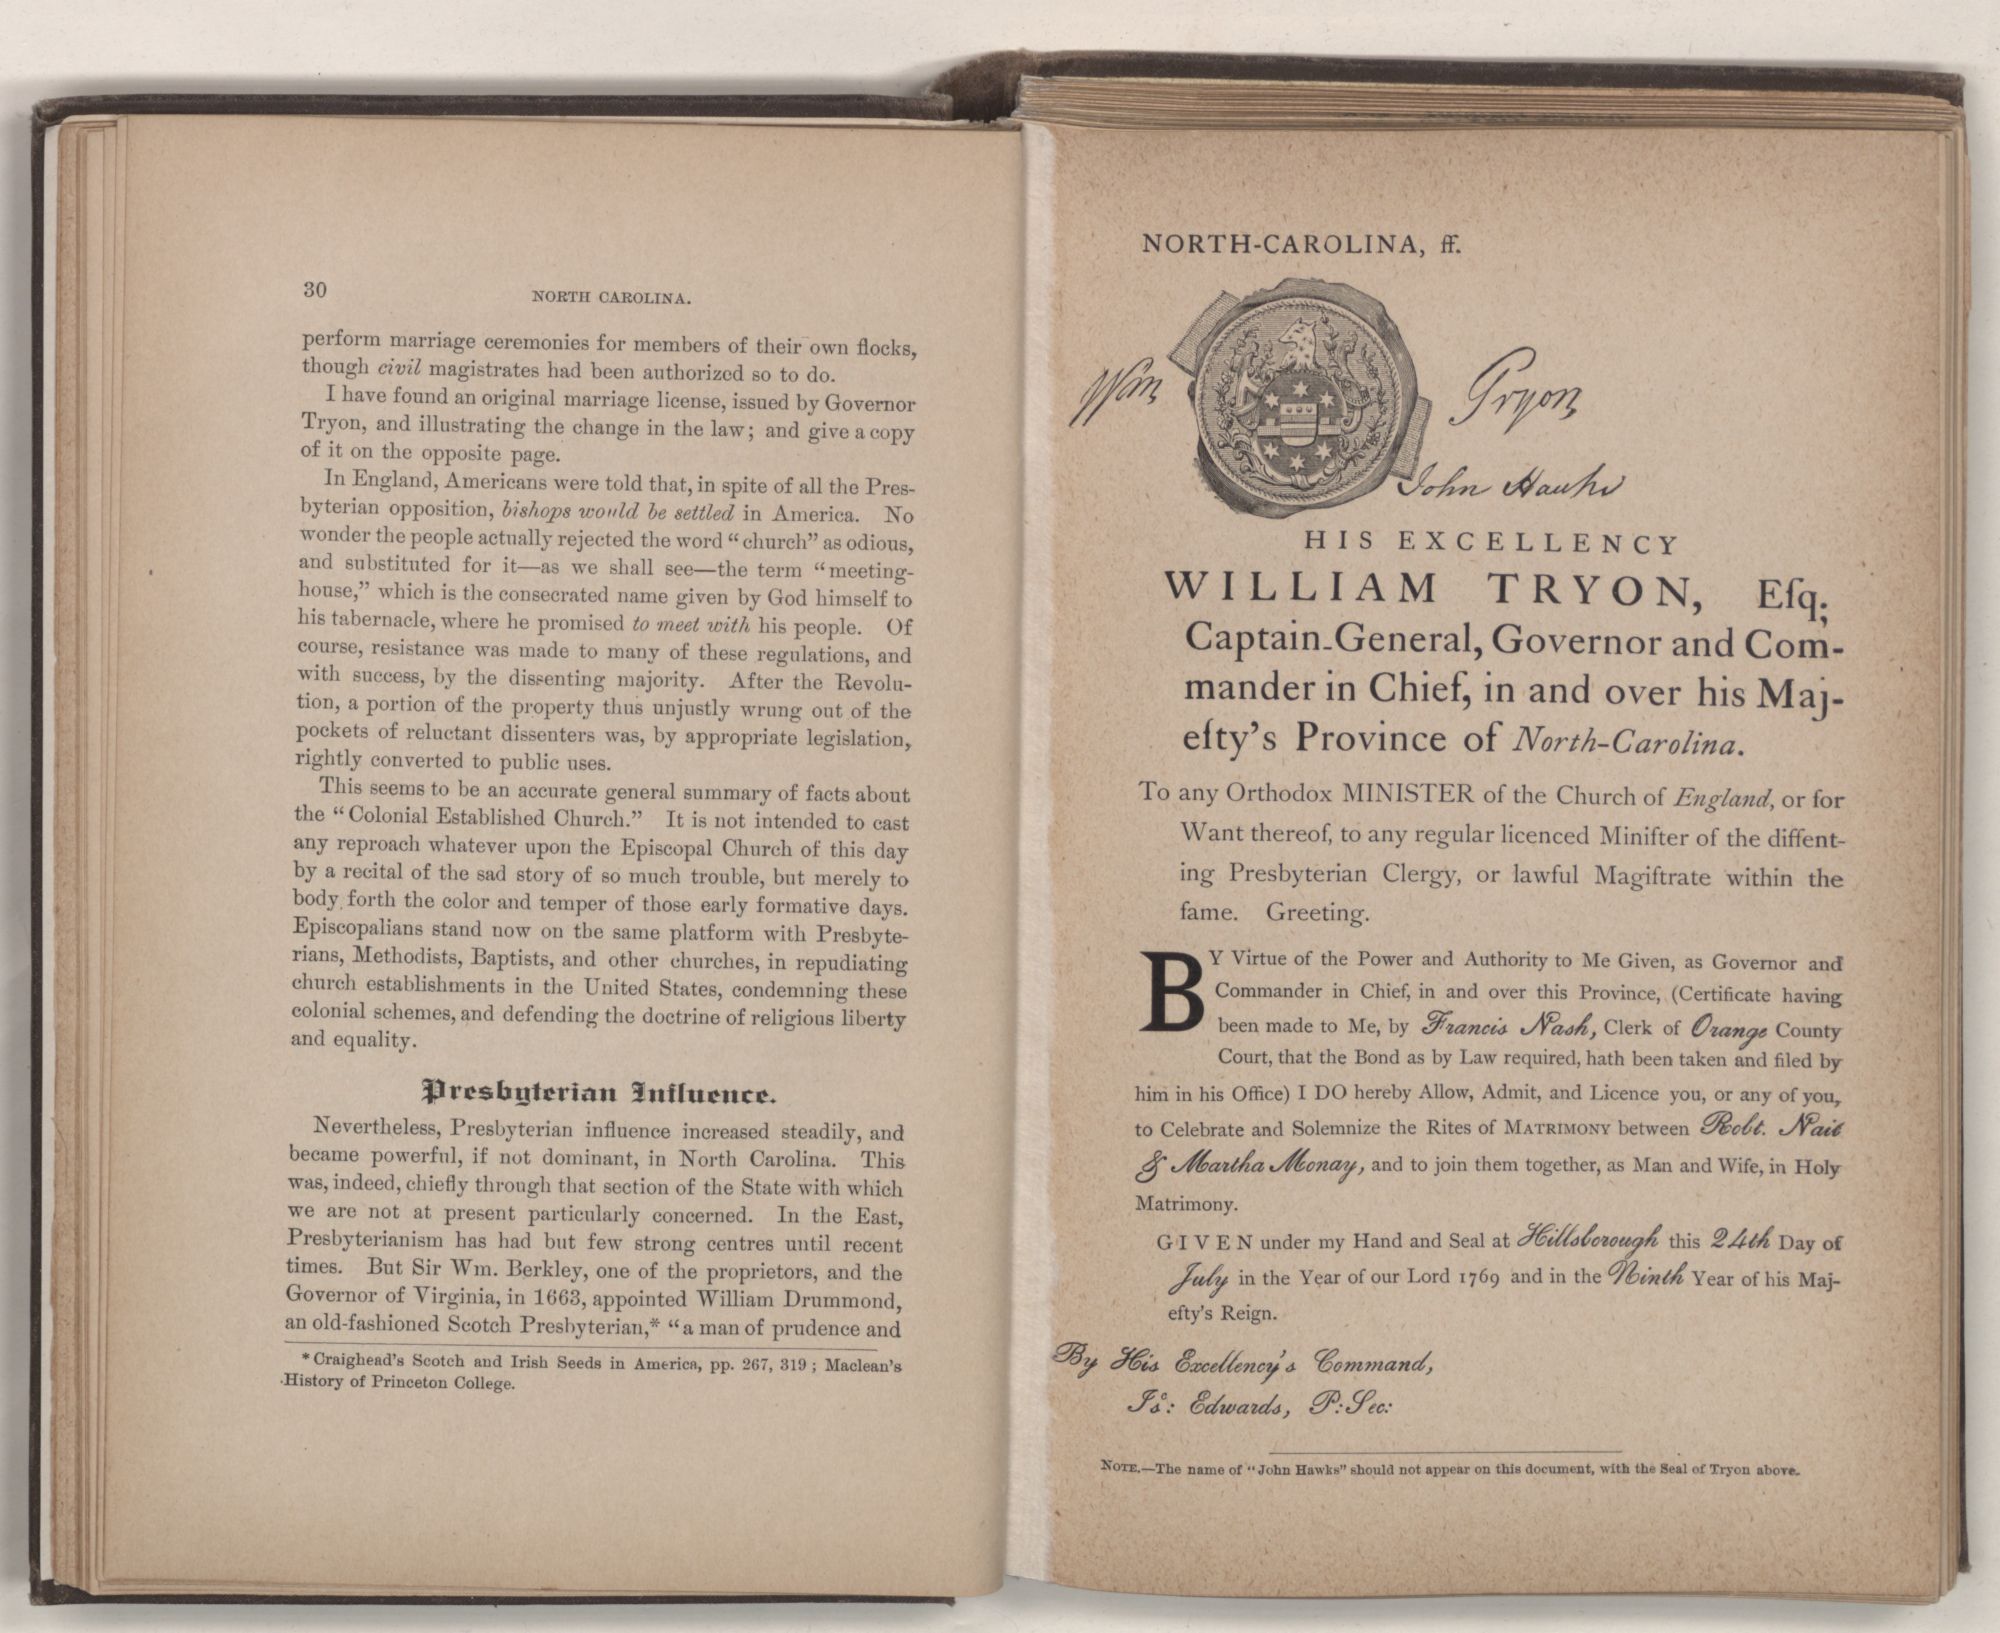 30
NORTH CAROLINA.
perform marriage ceremonies for members of their own flocks,
though civil magistrates had been authorized so to do.
I have found an original marriage license, issued by Governor
Tryon, and illustrating the change in the law; and give a copy
of it on the opposite page.
In England, Americans were told that, in spite of all the Pres-
byterian opposition, bishops would be settled in America. No
wonder the people actually rejected the word “church” as odious,
and substituted for it—as we shall see—the term “meeting-
house,” which is the consecrated name given by God himself to
his tabernacle, where he promised to meet with his people. Of
course, resistance was made to many of these regulations, and
with success, by the dissenting majority. After the Revolu-
tion, a portion of the property thus unjustly wrung out of the
pockets of reluctant dissenters was, by appropriate legislation,
rightly converted to public uses.
This seems to be an accurate general summary of facts about
the “Colonial Established Church.” It is not intended to cast
any reproach whatever upon the Episcopal Church of this day
by a recital of the sad story of so much trouble, but merely to
body forth the color and temper of those early formative days.
Episcopalians stand now on the same platform with Presbyte-
rians, Methodists, Baptists, and other churches, in repudiating
church establishments in the United States, condemning these
colonial schemes, and defending the doctrine of religious liberty
and equality.
Presbyterian Influence.
Nevertheless, Presbyterian influence increased steadily, and
became powerful, if not dominant, in North Carolina. This
was, indeed, chiefly through that section of the State with which
we are not at present particularly concerned. In the East,
Presbyterianism has had but few strong centres until recent
times. But Sir Wm. Berkley, one of the proprietors, and the
Governor of Virginia, in 1663, appointed William Drummond,
an old-fashioned Scotch Presbyterian,* “a man of prudence and
* Craighead’s Scotch and Irish Seeds in America, pp. 267, 319; Maclean’s
History of Princeton College.
NORTH-CAROLINA, ſſ.
Wm Tryon
John Hawks
HIS EXCELLENCY
WILLIAM TRYON, Eſq;
Captain-General, Governor and Com-
mander in Chief, in and over his Maj-
eſty’s Province of North-Carolina.
To any Orthodox MINISTER of the Church of England, or for
Want thereof, to any regular licenced Miniſter of the diſſent-
ing Presbyterian Clergy, or lawful Magiſtrate within the
ſame. Greeting.
BY Virtue of the Power and Authority to Me Given, as Governor and
Commander in Chief, in and over this Province, (Certificate having
been made to Me, by Francis Nash, Clerk of Orange County
Court, that the Bond as by Law required, hath been taken and filed by
him in his Office) I DO hereby Allow, Admit, and Licence you, or any of you,
to Celebrate and Solemnize the Rites of MATRIMONY between Robt. Nait
& Martha Monay, and to join them together, as Man and Wife, in Holy
Matrimony.
GIVEN under my Hand and Seal at Hillsborough this 24th Day of
July in the Year of our Lord 1769 and in the Ninth Year of his Maj-
eſty’s Reign.
By His Excellency’s Command,
Is: Edwards, P: Sec:
NOTE.—The name of “John Hawks” should not appear on this document, with the Seal of Tryon above.